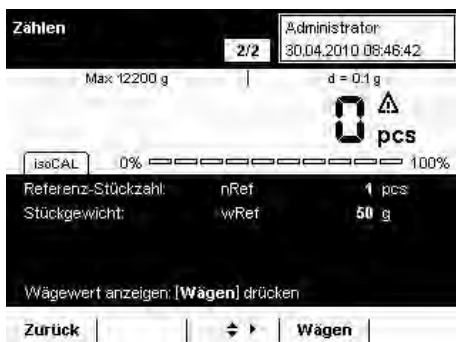 Zählen
2/2
Administrator
30.04.2010 08:46:42
Max 12200 g
d = 0.1 g
0 pcs
isoCAL 0% 100%
Referenz-Stückzahl: nRef 1 pcs
Stückgewicht: wRef 50 g
Wägewert anzeigen: [Wägen] drücken
Zurück Wägen